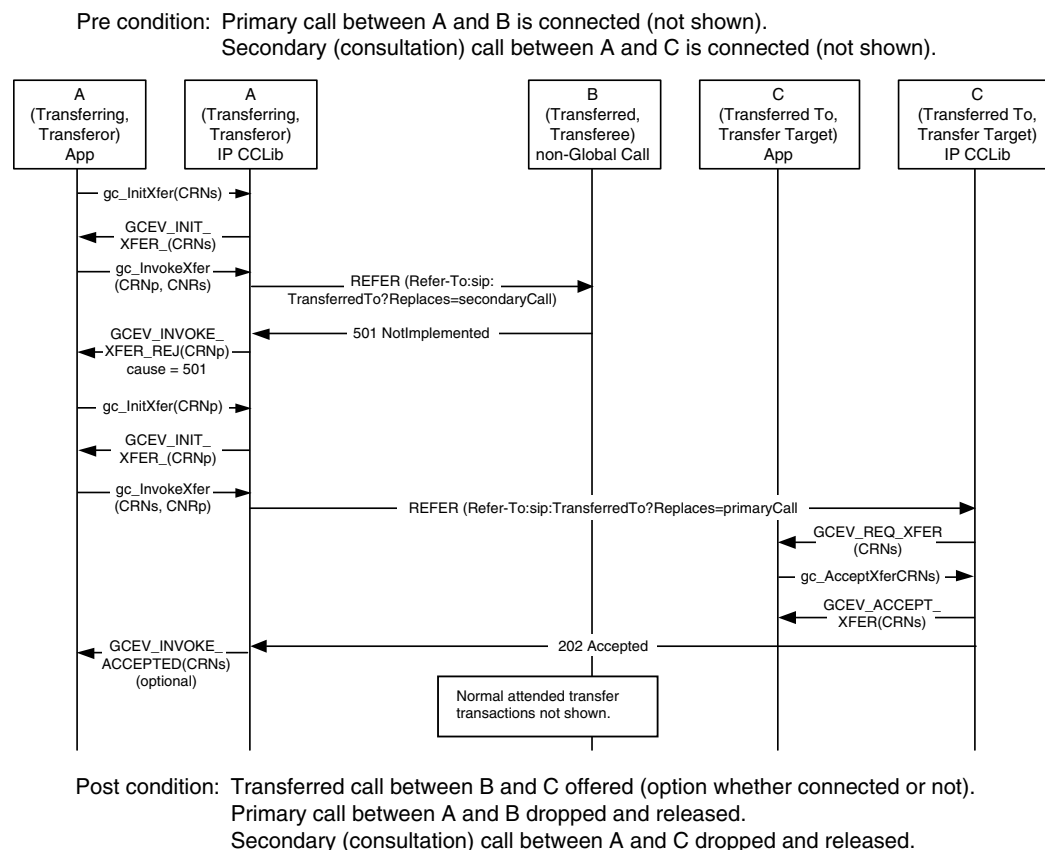 Pre condition: Primary call between A and B is connected (not shown).
Secondary (consultation) call between A and C is connected (not shown).
A
(Transferring,
Transferor)
App
A
(Transferring,
Transferor)
IP CCLib
B
(Transferred,
Transferee)
non-Global Call
C
(Transferred To,
Transfer Target)
App
C
(Transferred To,
Transfer Target)
IP CCLib
gc_InitXfer(CRNs)
GCEV_INIT_
XFER_(CRNs)
gc_InvokeXfer
(CRNp, CNRs)
REFER (Refer-To:sip:
TransferredTo?Replaces=secondaryCall)
501 NotImplemented
GCEV_INVOKE_
XFER_REJ(CRNp)
cause = 501
gc_InitXfer(CRNp)
GCEV_INIT_
XFER_(CRNp)
gc_InvokeXfer
(CRNs, CNRp)
REFER (Refer-To:sip:TransferredTo?Replaces=primaryCall
GCEV_REQ_XFER
(CRNs)
gc_AcceptXferCRNs)
GCEV_ACCEPT_
XFER(CRNs)
202 Accepted
GCEV_INVOKE_
ACCEPTED(CRNs)
(optional)
Normal attended transfer
transactions not shown.
Post condition: Transferred call between B and C offered (option whether connected or not).
Primary call between A and B dropped and released.
Secondary (consultation) call between A and C dropped and released.